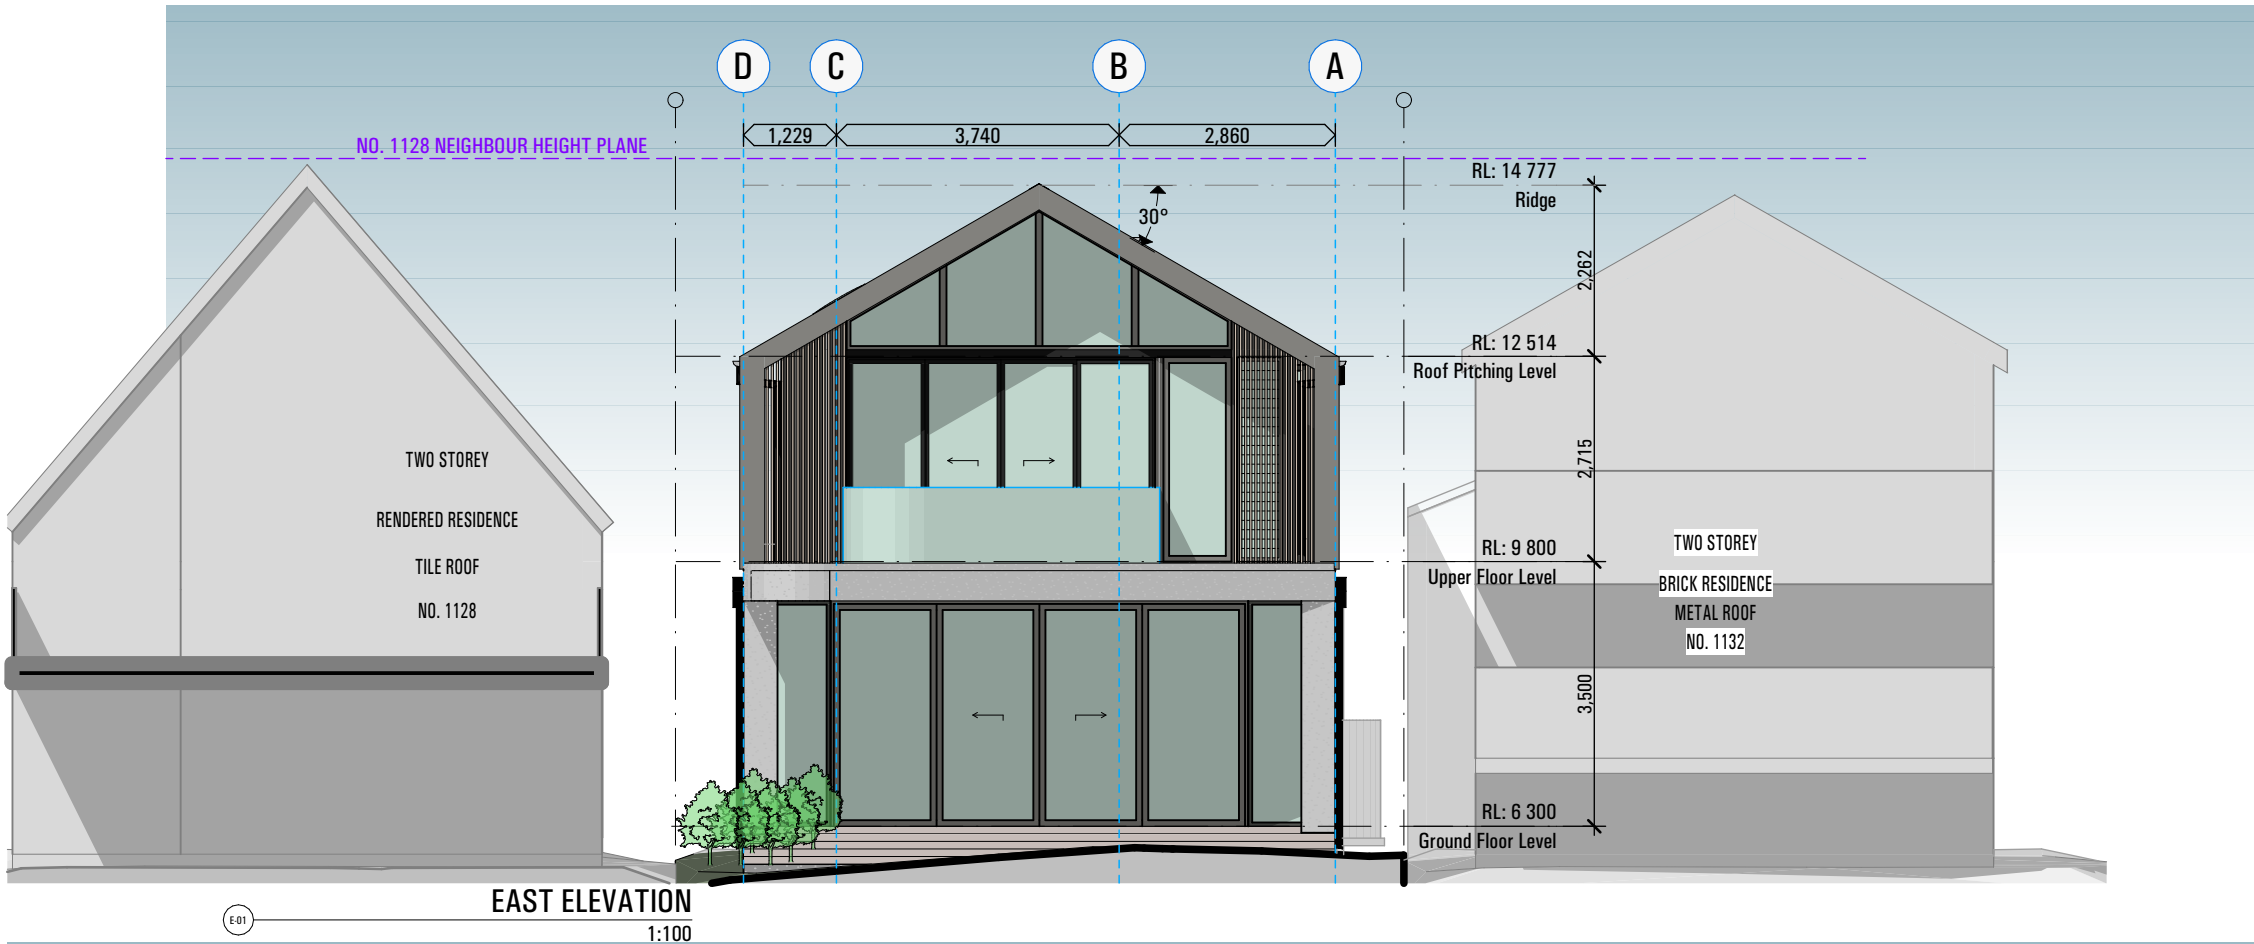 D C B A
1,229 3,740 2,860
NO. 1128 NEIGHBOUR HEIGHT PLANE
RL: 14 777
Ridge
30°
2,262
RL: 12 514
Roof Pitching Level
2,715
TWO STOREY
RENDERED RESIDENCE
TILE ROOF
NO. 1128
RL: 9 800
Upper Floor Level
TWO STOREY
BRICK RESIDENCE
METAL ROOF
NO. 1132
3,500
RL: 6 300
Ground Floor Level
EAST ELEVATION
E-01
1:100